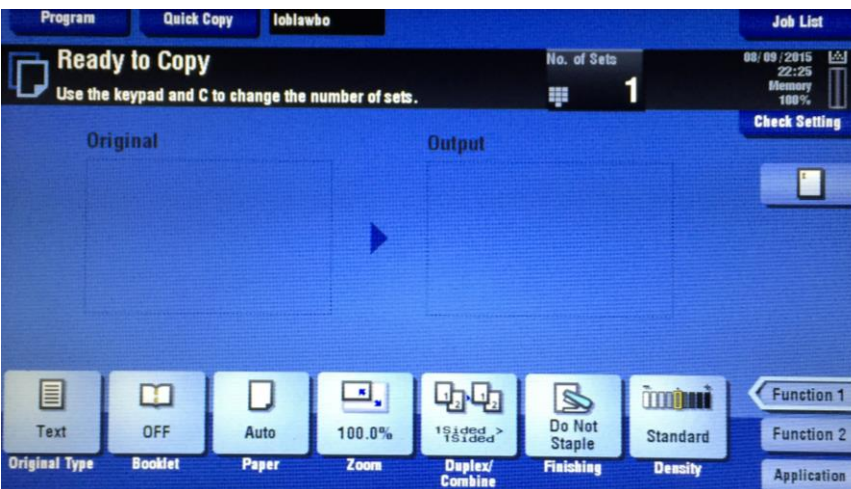 Program
Quick Copy
loblawbo
Job List
Ready to Copy
Use the keypad and C to change the number of sets.
No. of Sets
1
08/09/2015
22:25
Memory
100%
Check Setting
Original
Output
Text
OFF
Auto
100.0%
1Sided >
1Sided
Do Not
Staple
Standard
Original Type
Booklet
Paper
Zoom
Duplex/
Combine
Finishing
Density
Function 1
Function 2
Application